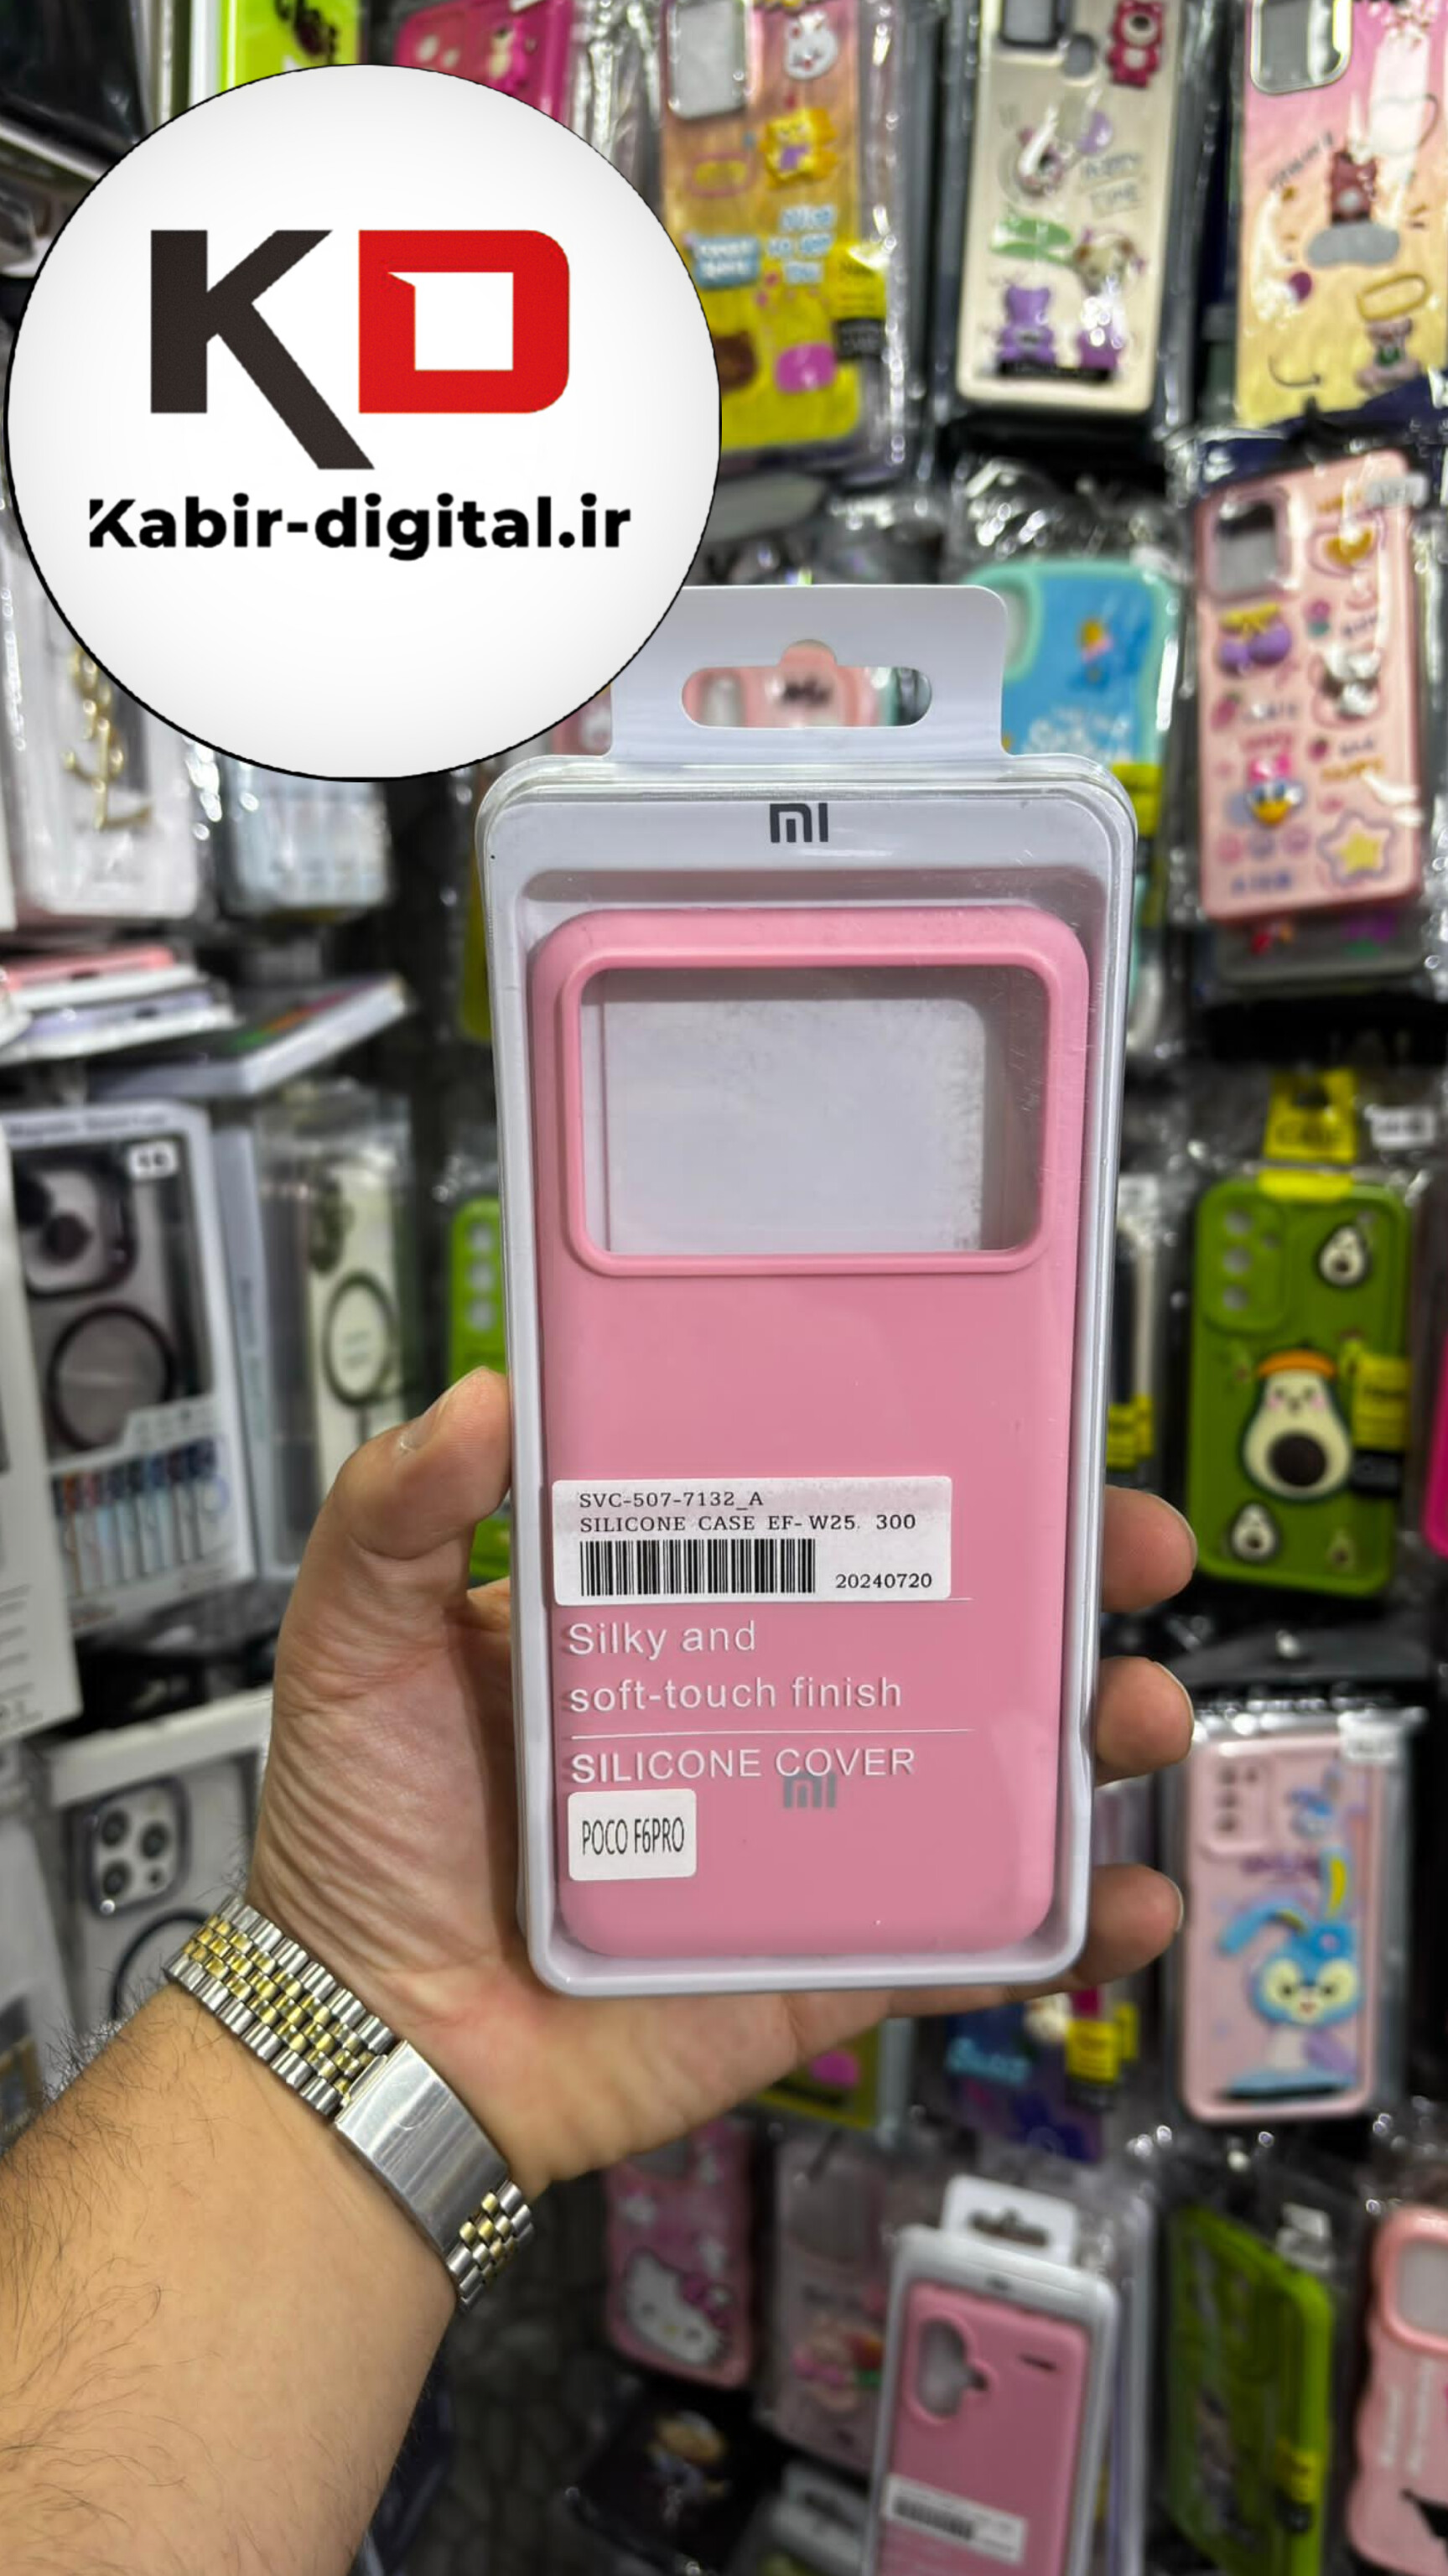 KD
Kabir-digital.ir
mi
SVC-507-7132_A
SILICONE CASE EF-W25. 300
20240720
Silky and
soft-touch finish
SILICONE COVER
mi
POCO F6PRO